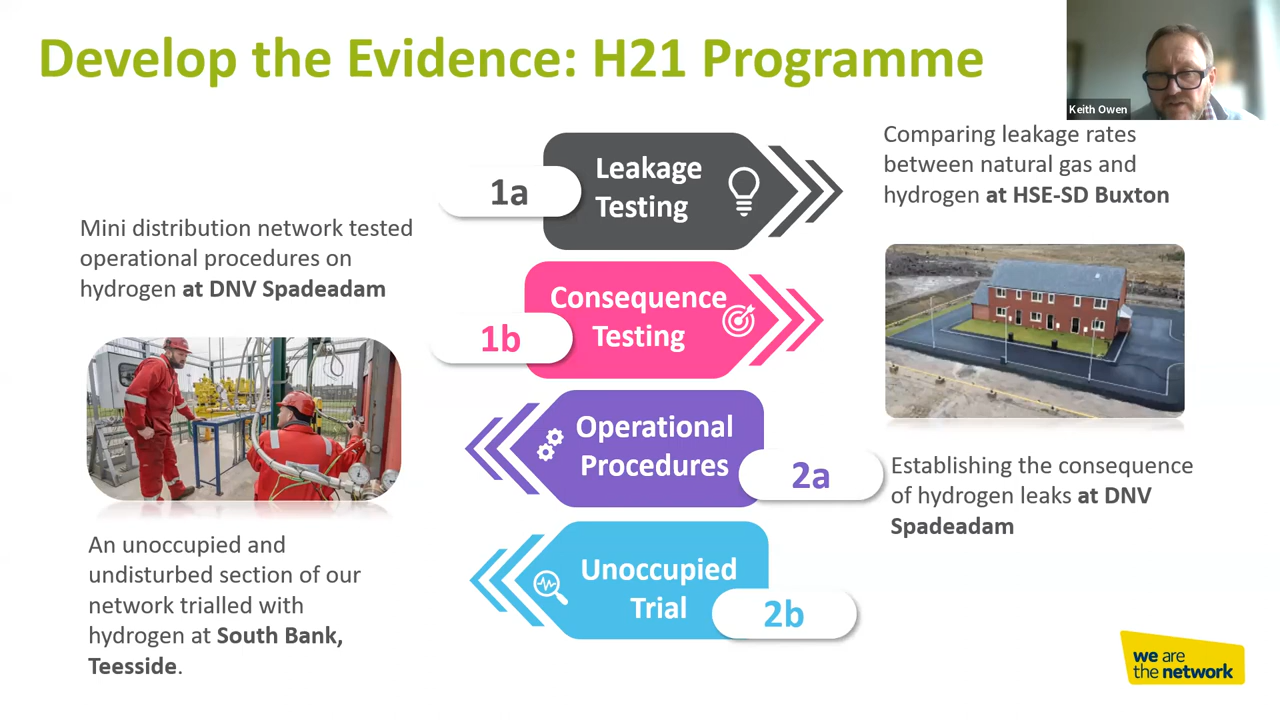 Develop the Evidence: H21 Programme
Keith Owen
1a
Leakage
Testing
Comparing leakage rates
between natural gas and
hydrogen at HSE-SD Buxton
1b
Consequence
Testing
Establishing the consequence
of hydrogen leaks at DNV
Spadeadam
Mini distribution network tested
operational procedures on
hydrogen at DNV Spadeadam
Operational
Procedures
2a
An unoccupied and
undisturbed section of our
network trialled with
hydrogen at South Bank,
Teesside.
Unoccupied
Trial
2b
we are
the network